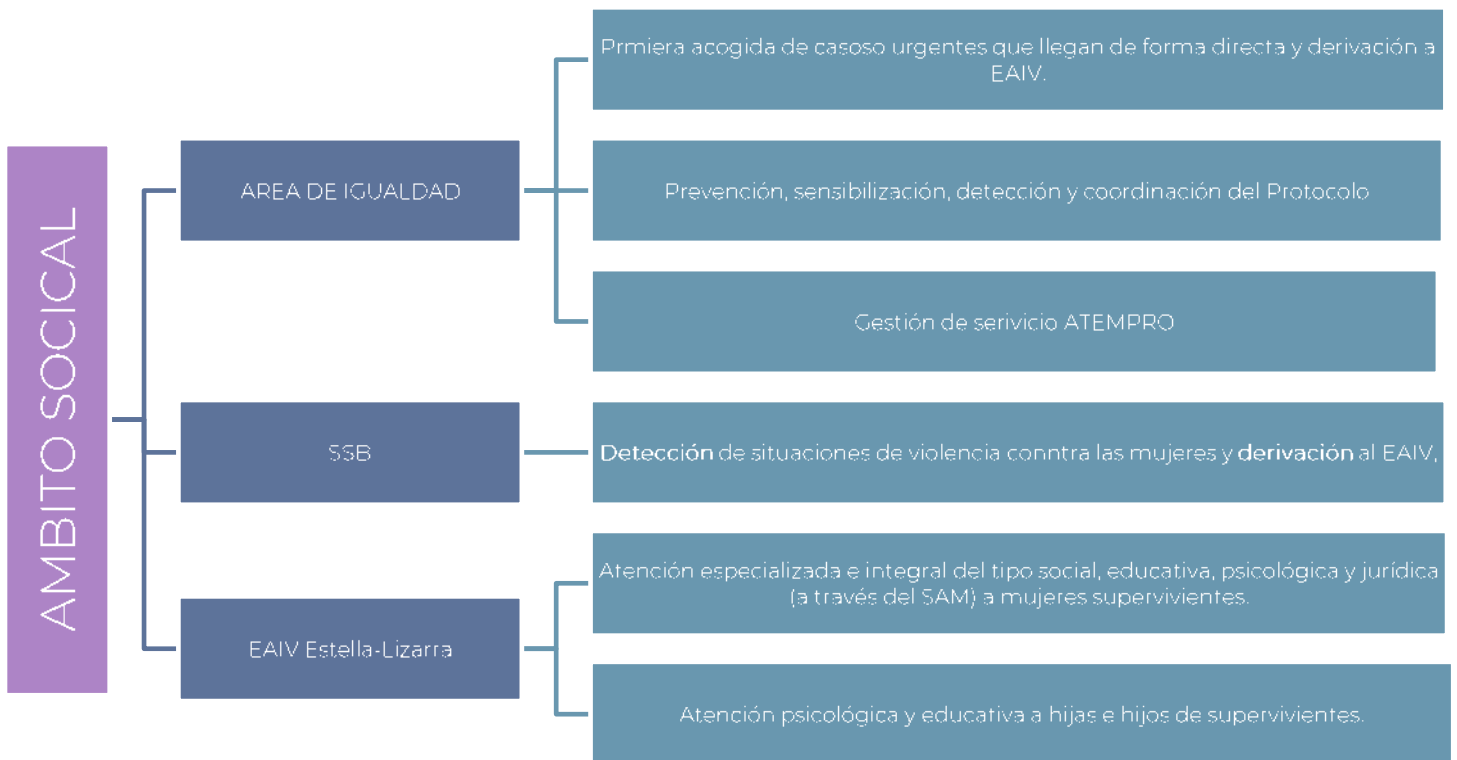 AMBITO SOCICAL
AREA DE IGUALDAD
Prmiera acogida de casoso urgentes que llegan de forma directa y derivación a
EAIV.
Prevención, sensibilización, detección y coordinación del Protocolo
Gestión de serivicio ATEMPRO
SSB
Detección de situaciones de violencia conntra las mujeres y derivación al EAIV,
EAIV Estella-Lizarra
Atención especializada e integral del tipo social, educativa, psicológica y jurídica
(a través del SAM) a mujeres supervivientes.
Atención psicológica y educativa a hijas e hijos de supervivientes.